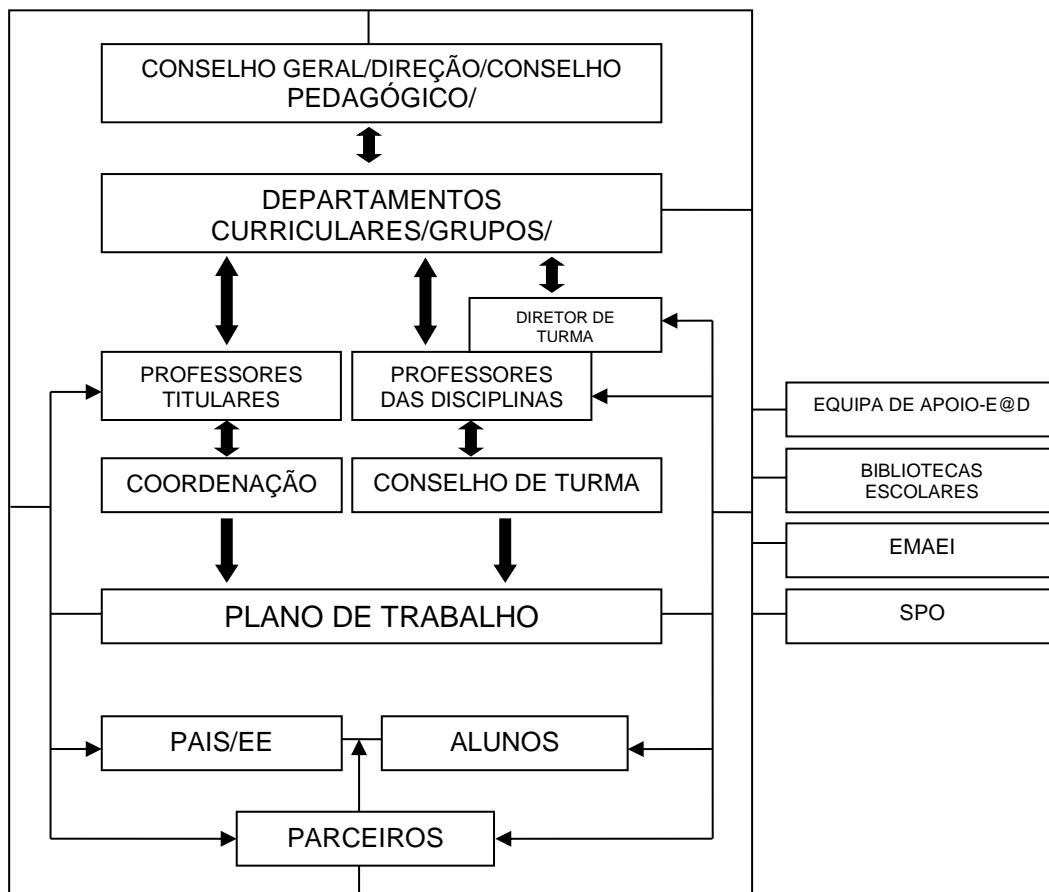 CONSELHO GERAL/DIREÇÃO/CONSELHO
PEDAGÓGICO/
DEPARTAMENTOS
CURRICULARES/GRUPOS/
DIRETOR DE
TURMA
PROFESSORES
TITULARES
PROFESSORES
DAS DISCIPLINAS
EQUIPA DE APOIO-E@D
COORDENAÇÃO
CONSELHO DE TURMA
BIBLIOTECAS
ESCOLARES
EMAEI
PLANO DE TRABALHO
SPO
PAIS/EE
ALUNOS
PARCEIROS